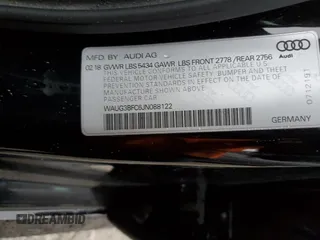 MFD. BY AUDI AG
Audi
02.18 GVWR LBS 5434 GAWR LBS FRONT 2778 /REAR 2756
THIS VEHICLE CONFORMS TO ALL APPLICABLE U.S.
FEDERAL MOTOR VEHICLE SAFETY, BUMPER AND THEFT
PREVENTION STANDARDS IN EFFECT ON THE DATE OF
MANUFACTURE SHOWN ABOVE.
PASSENGER CAR
WAUG3BFC8JN088122
GERMANY
DREAMBID